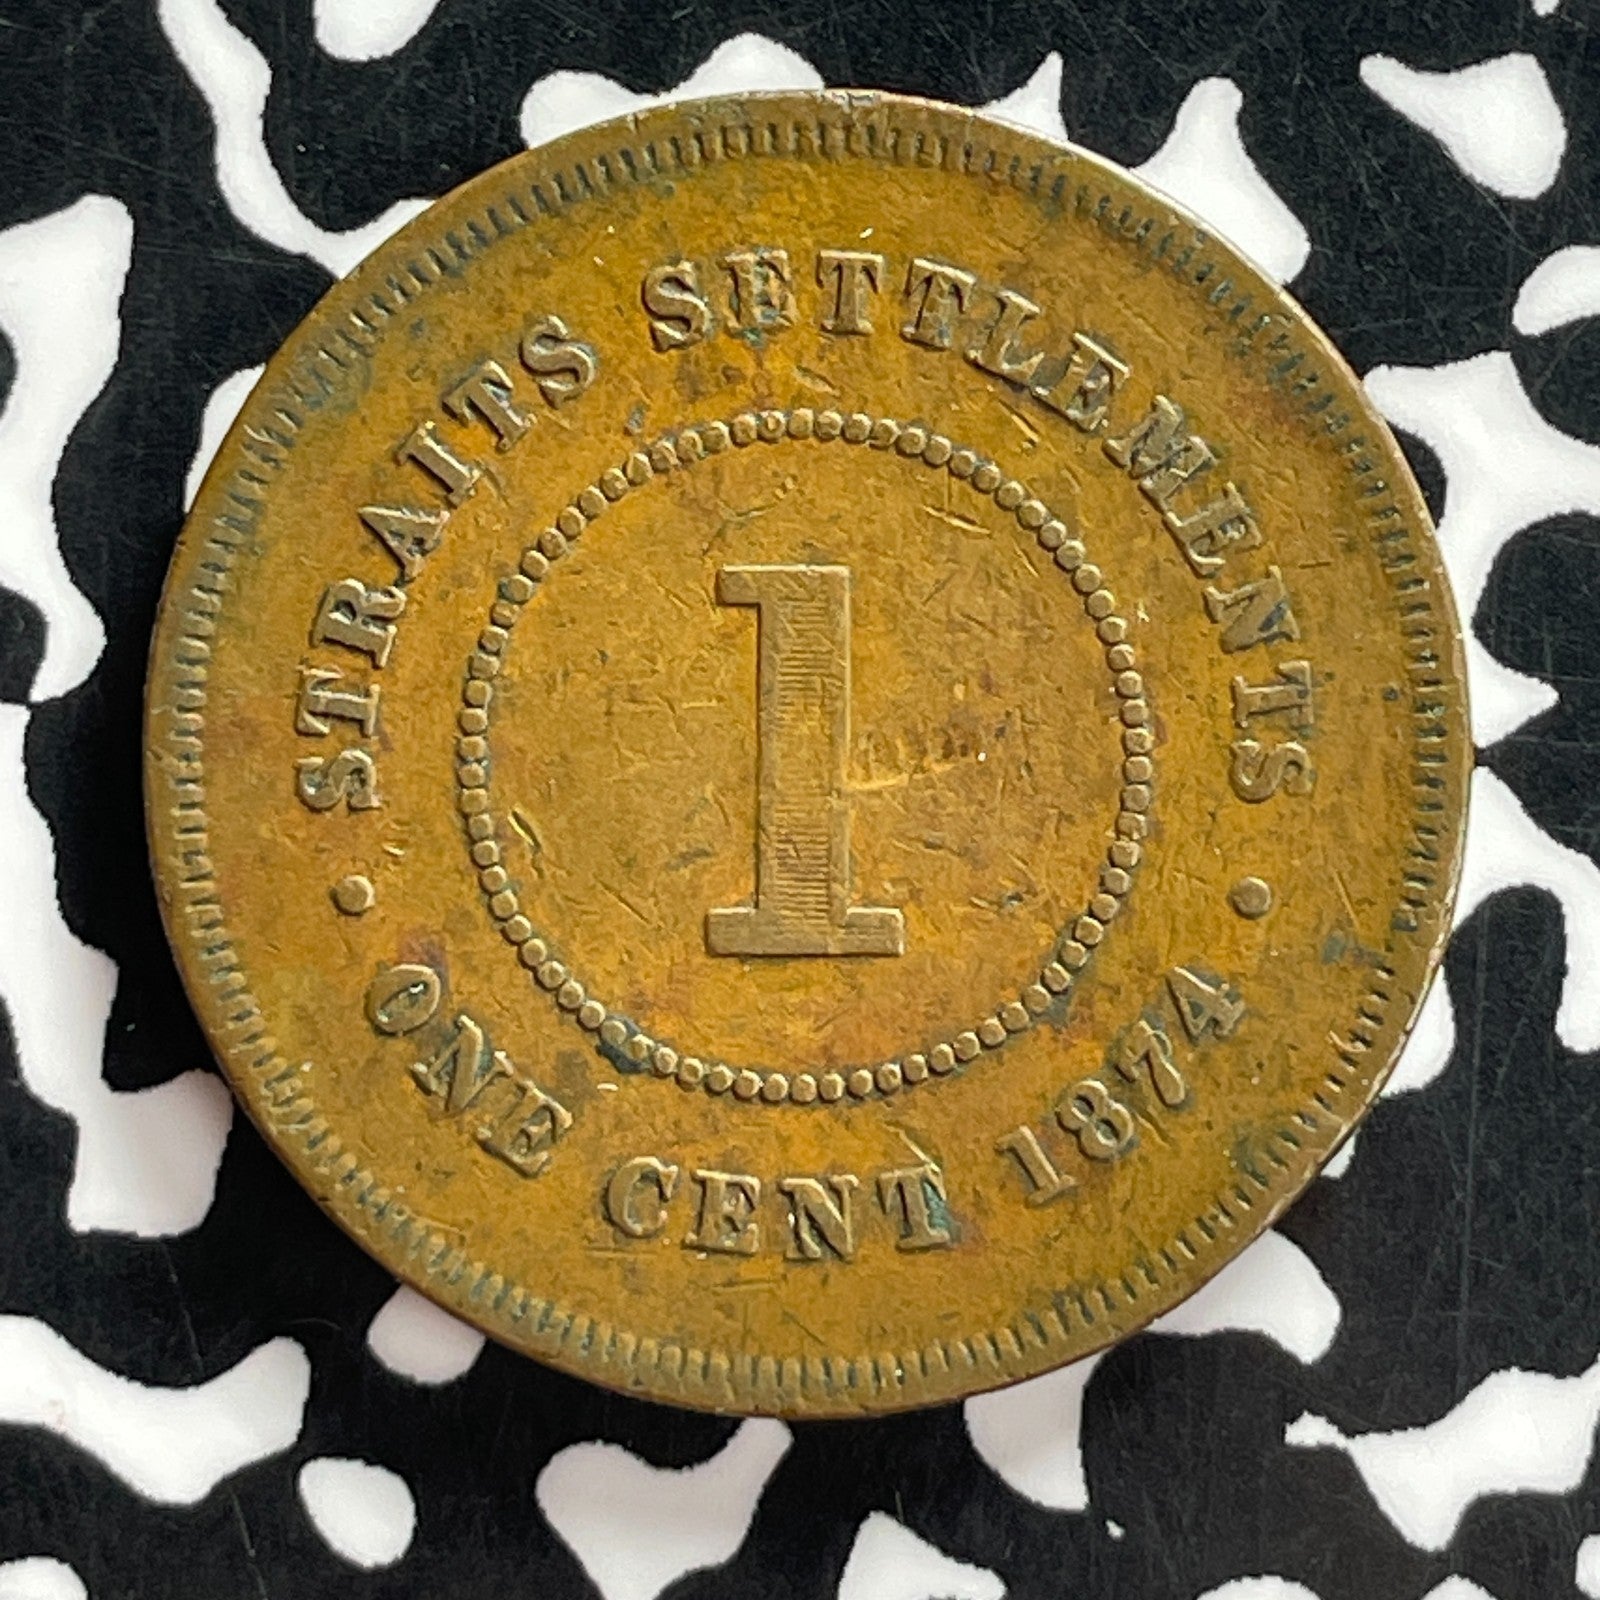 STRAITS SETTLEMENTS
1
ONE CENT 1874